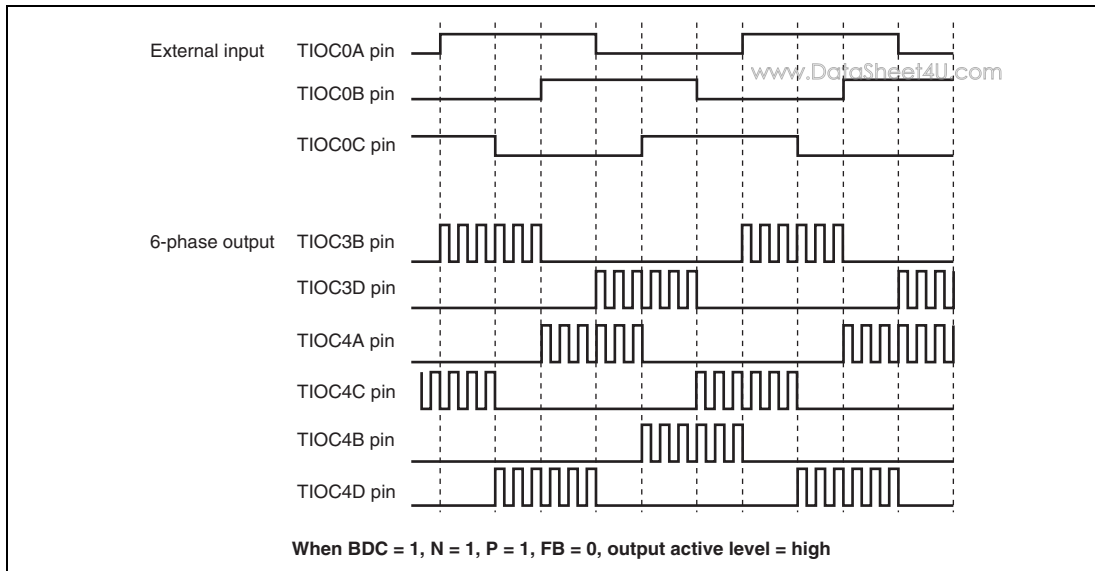 External input TIOC0A pin
www.DataSheet4U.com
TIOC0B pin
TIOC0C pin
6-phase output TIOC3B pin
TIOC3D pin
TIOC4A pin
TIOC4C pin
TIOC4B pin
TIOC4D pin
When BDC = 1, N = 1, P = 1, FB = 0, output active level = high